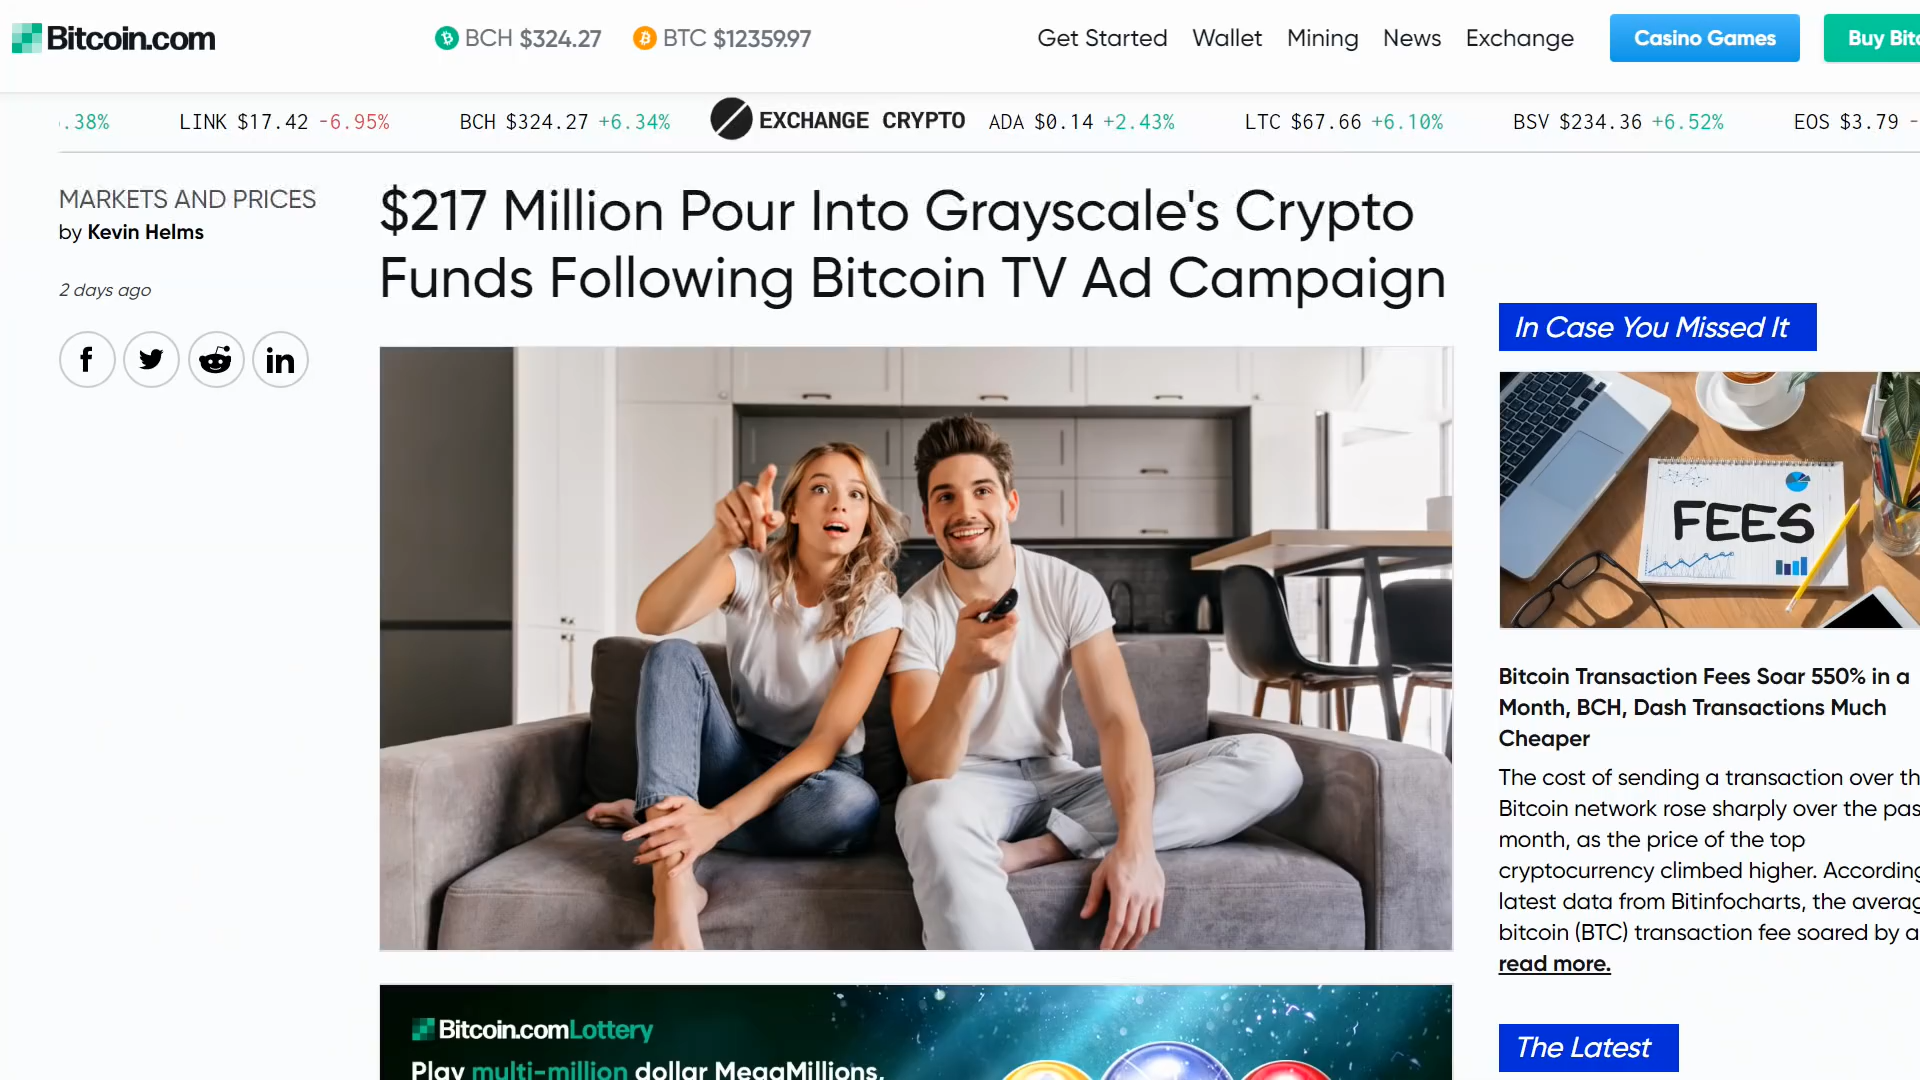 Bitcoin.com
BCH $324.27
BTC $12359.97
Get Started
Wallet
Mining
News
Exchange
Casino Games
Buy
.38%
LINK $17.42 -6.95%
BCH $324.27 +6.34%
EXCHANGE CRYPTO
ADA $0.14 +2.43%
LTC $67.66 +6.10%
BSV $234.36 +6.52%
EOS $3.79 -
MARKETS AND PRICES
by Kevin Helms
2 days ago
$217 Million Pour Into Grayscale's Crypto
Funds Following Bitcoin TV Ad Campaign
In Case You Missed It
FEES
Bitcoin Transaction Fees Soar 550% in a
Month, BCH, Dash Transactions Much
Cheaper
The cost of sending a transaction over th
Bitcoin network rose sharply over the pas
month, as the price of the top
cryptocurrency climbed higher. According
latest data from Bitinfocharts, the averag
bitcoin (BTC) transaction fee soared by a
read more.
Bitcoin.comLottery
Play multi-million dollar MegaMillions,
The Latest